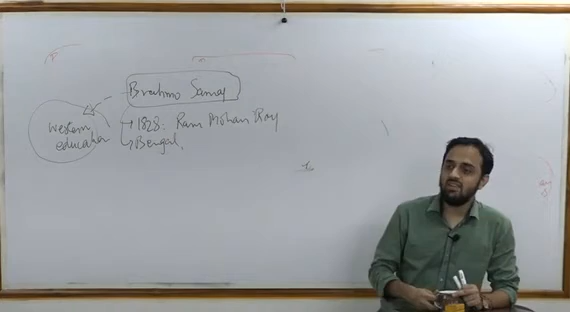 Brahmo Samaj
western
education
→ 1828: Ram Mohan Roy
→ Bengal